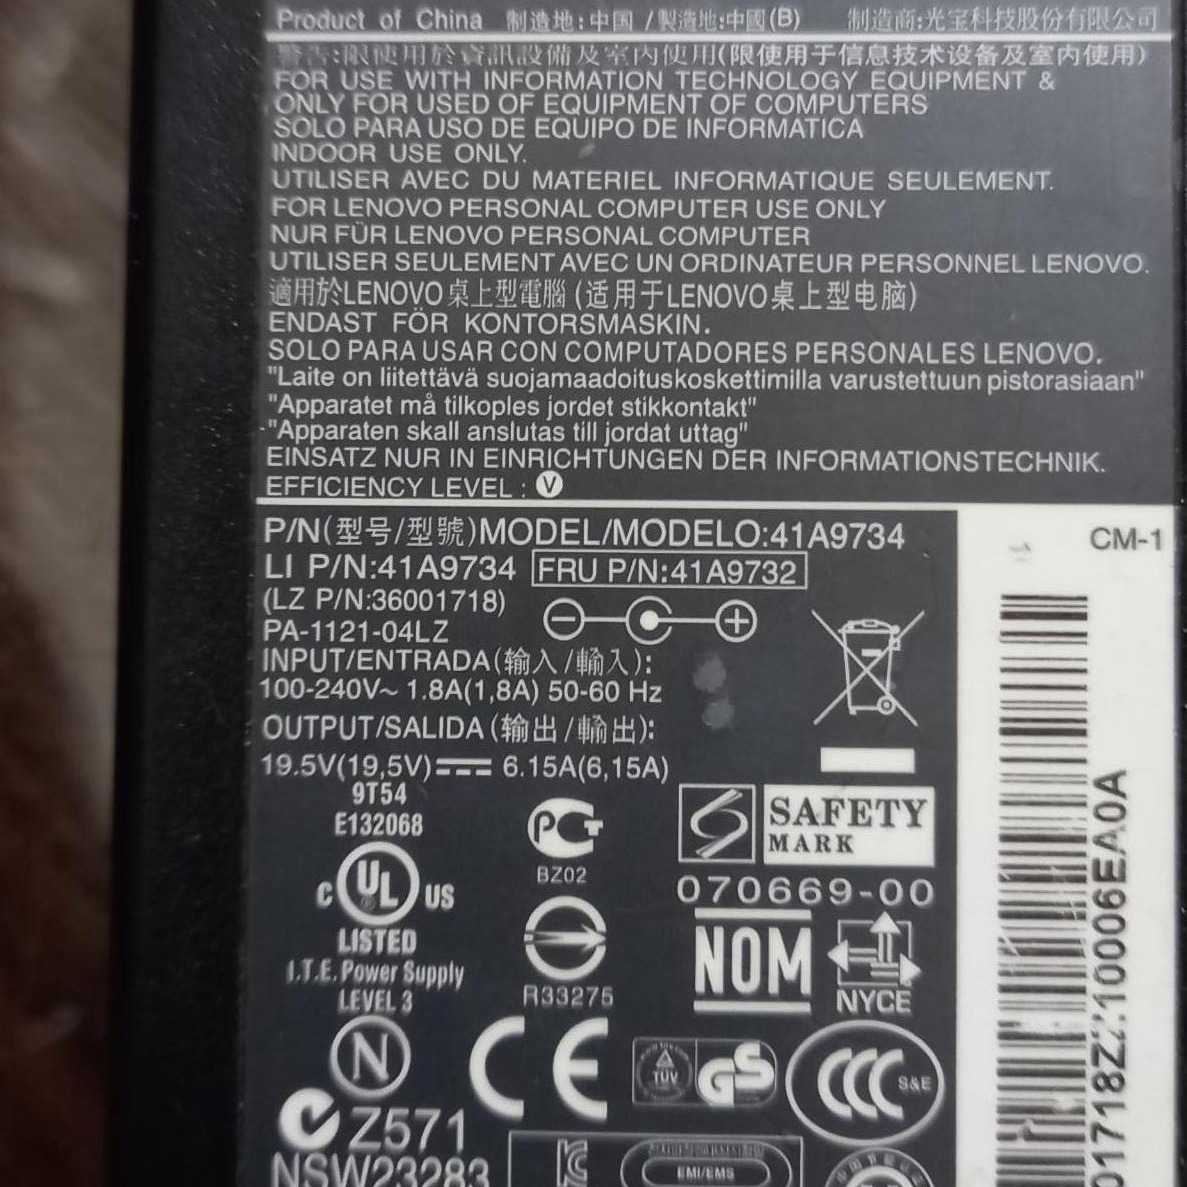 Product of China 制造地:中国 /製造地:中國(B) 制造商:光宝科技股份有限公司
警告:限使用於資訊設備及室內使用(限使用于信息技术设备及室内使用)
FOR USE WITH INFORMATION TECHNOLOGY EQUIPMENT &
ONLY FOR USED OF EQUIPMENT OF COMPUTERS
SOLO PARA USO DE EQUIPO DE INFORMATICA
INDOOR USE ONLY.
UTILISER AVEC DU MATERIEL INFORMATIQUE SEULEMENT.
FOR LENOVO PERSONAL COMPUTER USE ONLY
NUR FÜR LENOVO PERSONAL COMPUTER
UTILISER SEULEMENT AVEC UN ORDINATEUR PERSONNEL LENOVO.
適用於LENOVO桌上型電腦 (适用于LENOVO桌上型电脑)
ENDAST FÖR KONTORSMASKIN.
SOLO PARA USAR CON COMPUTADORES PERSONALES LENOVO.
"Laite on liitettävä suojamaadoituskoskettimilla varustettuun pistorasiaan"
"Apparatet må tilkoples jordet stikkontakt"
-"Apparaten skall anslutas till jordat uttag"
EINSATZ NUR IN EINRICHTUNGEN DER INFORMATIONSTECHNIK.
EFFICIENCY LEVEL : V
P/N(型号/型號)MODEL/MODELO:41A9734
CM-1
LI P/N:41A9734 FRU P/N:41A9732
(LZ P/N:36001718)
PA-1121-04LZ
INPUT/ENTRADA(输入/輸入):
100-240V~ 1.8A(1,8A) 50-60 Hz
OUTPUT/SALIDA(输出/輸出):
19.5V(19,5V) 6.15A(6,15A)
9T54
E132068
C UL US
LISTED
I.T.E. Power Supply
LEVEL 3
PCT
BZ02
SAFETY
MARK
070669-00
R33275
NOM
NYCE
N
CE
TÜV
GS
CCC S&E
Z571
NSW23283
EMI/EMS